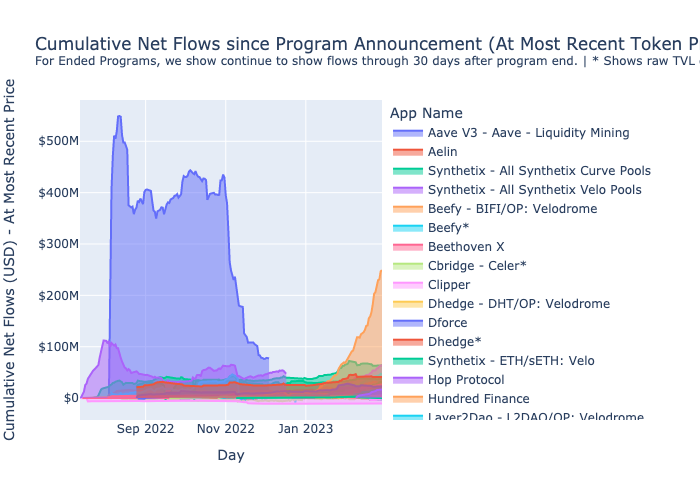 Cumulative Net Flows since Program Announcement (At Most Recent Token P
For Ended Programs, we show continue to show flows through 30 days after program end. | * Shows raw TVL
Cumulative Net Flows (USD) - At Most Recent Price
$500M
$400M
$300M
$200M
$100M
$0
Sep 2022
Nov 2022
Jan 2023
Day
App Name
Aave V3 - Aave - Liquidity Mining
Aelin
Synthetix - All Synthetix Curve Pools
Synthetix - All Synthetix Velo Pools
Beefy - BIFI/OP: Velodrome
Beefy*
Beethoven X
Cbridge - Celer*
Clipper
Dhedge - DHT/OP: Velodrome
Dforce
Dhedge*
Synthetix - ETH/sETH: Velo
Hop Protocol
Hundred Finance
Layer2Dao - L2DAO/OP: Velodrome